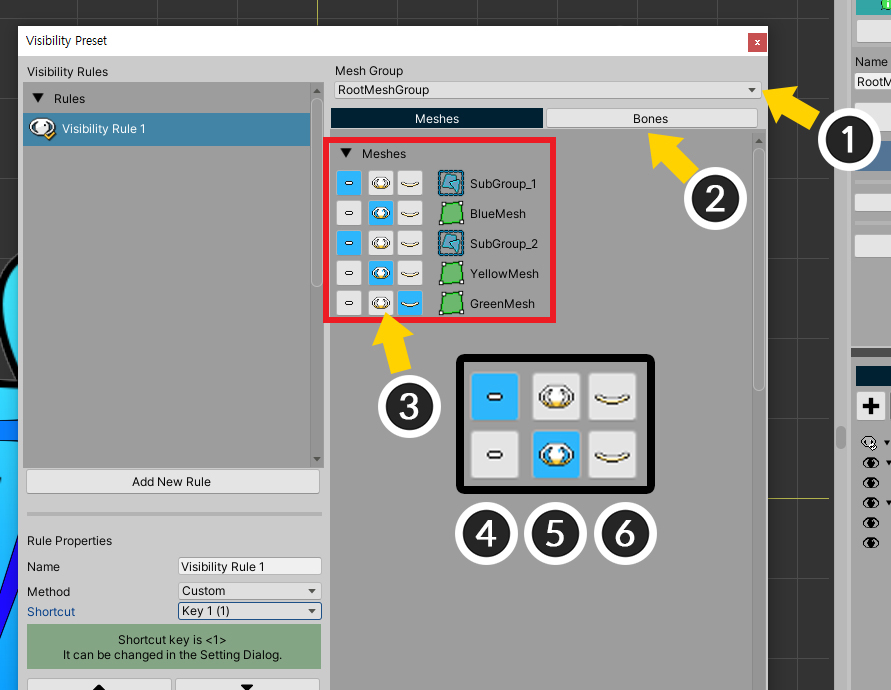 Visibility Preset
x
Visibility Rules
Rules
Visibility Rule 1
Add New Rule
Rule Properties
Name
Visibility Rule 1
Method
Custom
Shortcut
Key 1 (1)
Shortcut key is <1>
It can be changed in the Setting Dialog.
Mesh Group
RootMeshGroup
Meshes
Bones
Meshes
SubGroup_1
BlueMesh
SubGroup_2
YellowMesh
GreenMesh
1
2
3
4
5
6
Name
RootM